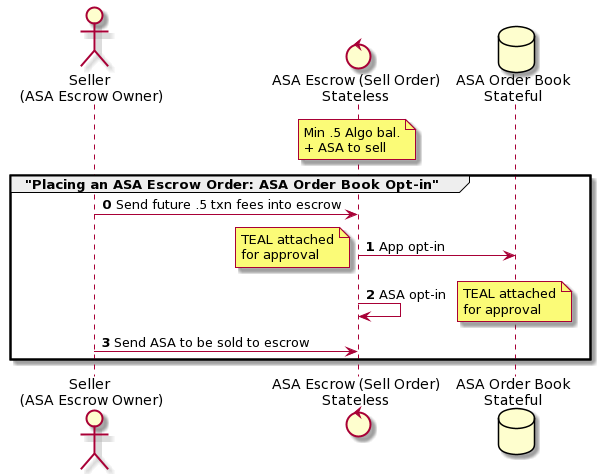 Seller
(ASA Escrow Owner)
ASA Escrow (Sell Order)
Stateless
ASA Order Book
Stateful
Min .5 Algo bal.
+ ASA to sell
"Placing an ASA Escrow Order: ASA Order Book Opt-in"
0 Send future .5 txn fees into escrow
TEAL attached
for approval
1 App opt-in
2 ASA opt-in
TEAL attached
for approval
3 Send ASA to be sold to escrow
Seller
(ASA Escrow Owner)
ASA Escrow (Sell Order)
Stateless
ASA Order Book
Stateful